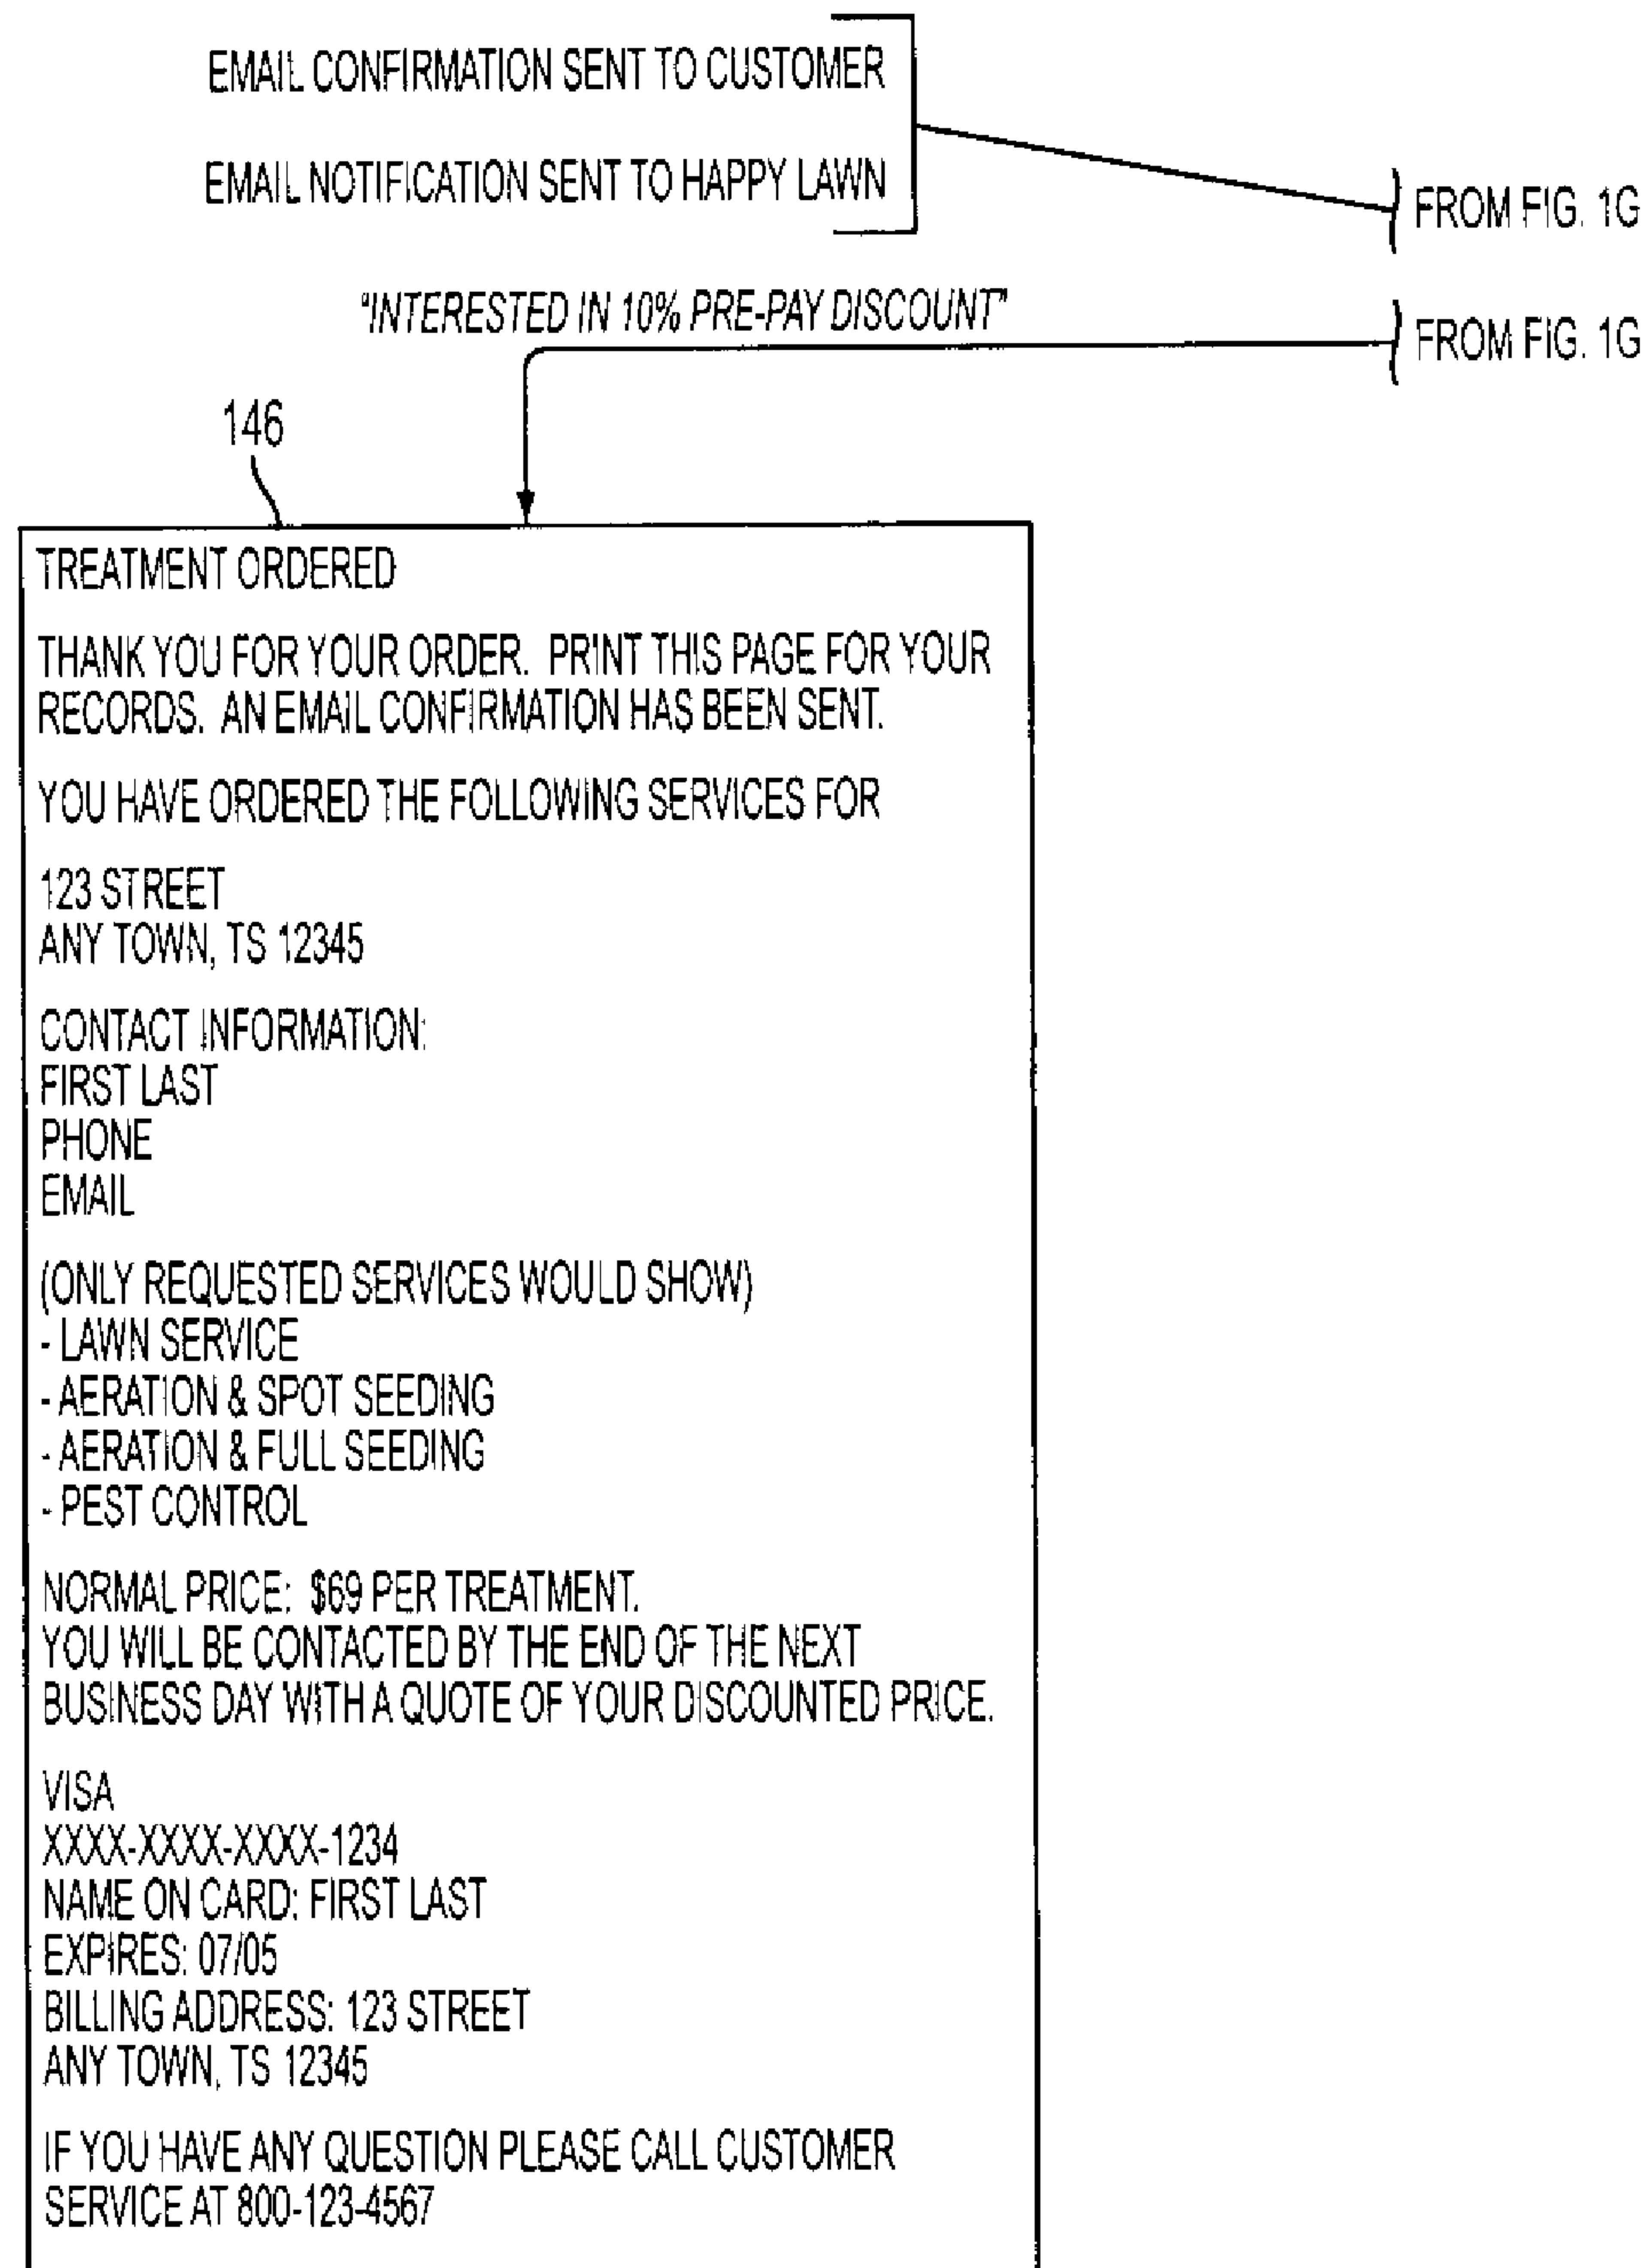 EMAIL CONFIRMATION SENT TO CUSTOMER
EMAIL NOTIFICATION SENT TO HAPPY LAWN
FROM FIG. 1G
"INTERESTED IN 10% PRE-PAY DISCOUNT"
FROM FIG. 1G
146
TREATMENT ORDERED
THANK YOU FOR YOUR ORDER. PRINT THIS PAGE FOR YOUR
RECORDS. AN EMAIL CONFIRMATION HAS BEEN SENT.
YOU HAVE ORDERED THE FOLLOWING SERVICES FOR
123 STREET
ANY TOWN, TS 12345
CONTACT INFORMATION:
FIRST LAST
PHONE
EMAIL
(ONLY REQUESTED SERVICES WOULD SHOW)
- LAWN SERVICE
- AERATION & SPOT SEEDING
- AERATION & FULL SEEDING
- PEST CONTROL
NORMAL PRICE: $69 PER TREATMENT.
YOU WILL BE CONTACTED BY THE END OF THE NEXT
BUSINESS DAY WITH A QUOTE OF YOUR DISCOUNTED PRICE.
VISA
XXXX-XXXX-XXXX-1234
NAME ON CARD: FIRST LAST
EXPIRES: 07/05
BILLING ADDRESS: 123 STREET
ANY TOWN, TS 12345
IF YOU HAVE ANY QUESTION PLEASE CALL CUSTOMER
SERVICE AT 800-123-4567